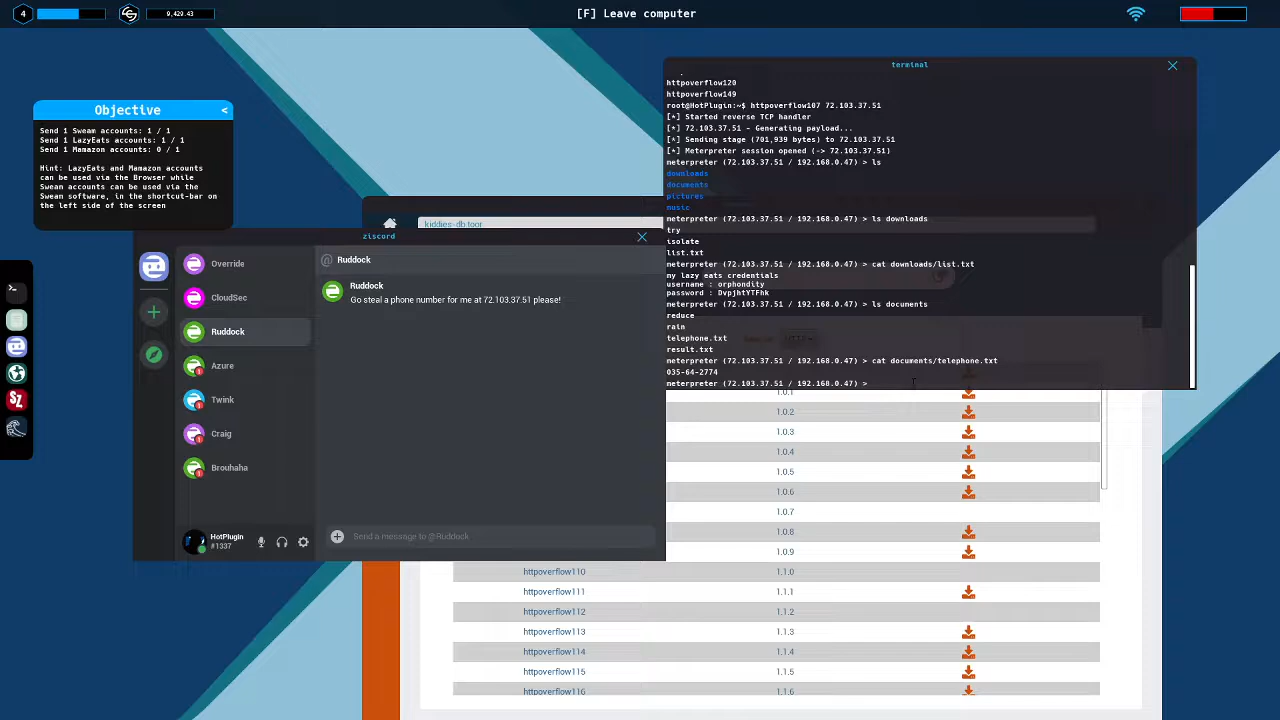 4
9,429.43
[F] Leave computer
Objective
<
Send 1 Sweam accounts: 1 / 1
Send 1 LazyEats accounts: 1 / 1
Send 1 Mamazon accounts: 0 / 1
Hint: LazyEats and Mamazon accounts
can be used via the Browser while
Sweam accounts can be used via the
Sweam software, in the shortcut-bar on
the left side of the screen
terminal
httpoverflow120
httpoverflow149
root@HotPlugin:~$ httpoverflow107 72.103.37.51
[*] Started reverse TCP handler
[*] 72.103.37.51 - Generating payload...
[*] Sending stage (701,939 bytes) to 72.103.37.51
[*] Meterpreter session opened (-> 72.103.37.51)
meterpreter (72.103.37.51 / 192.168.0.47) > ls
downloads
documents
pictures
music
meterpreter (72.103.37.51 / 192.168.0.47) > ls downloads
try
isolate
list.txt
meterpreter (72.103.37.51 / 192.168.0.47) > cat downloads/list.txt
my lazy eats credentials
username : orphondity
password : DvpjhtYTFhk
meterpreter (72.103.37.51 / 192.168.0.47) > ls documents
reduce
rain
telephone.txt
result.txt
meterpreter (72.103.37.51 / 192.168.0.47) > cat documents/telephone.txt
035-64-2774
meterpreter (72.103.37.51 / 192.168.0.47) >
kiddies-db.toor
ziscord
Override
CloudSec
Ruddock
Azure
Twink
Craig
Brouhaha
HotPlugin
#1337
@ Ruddock
Ruddock
Go steal a phone number for me at 72.103.37.51 please!
Send a message to @Ruddock
SZ
HTTP
1.0.1
1.0.2
1.0.3
1.0.4
1.0.5
1.0.6
1.0.7
1.0.8
1.0.9
httpoverflow110 1.1.0
httpoverflow111 1.1.1
httpoverflow112 1.1.2
httpoverflow113 1.1.3
httpoverflow114 1.1.4
httpoverflow115 1.1.5
httpoverflow116 1.1.6